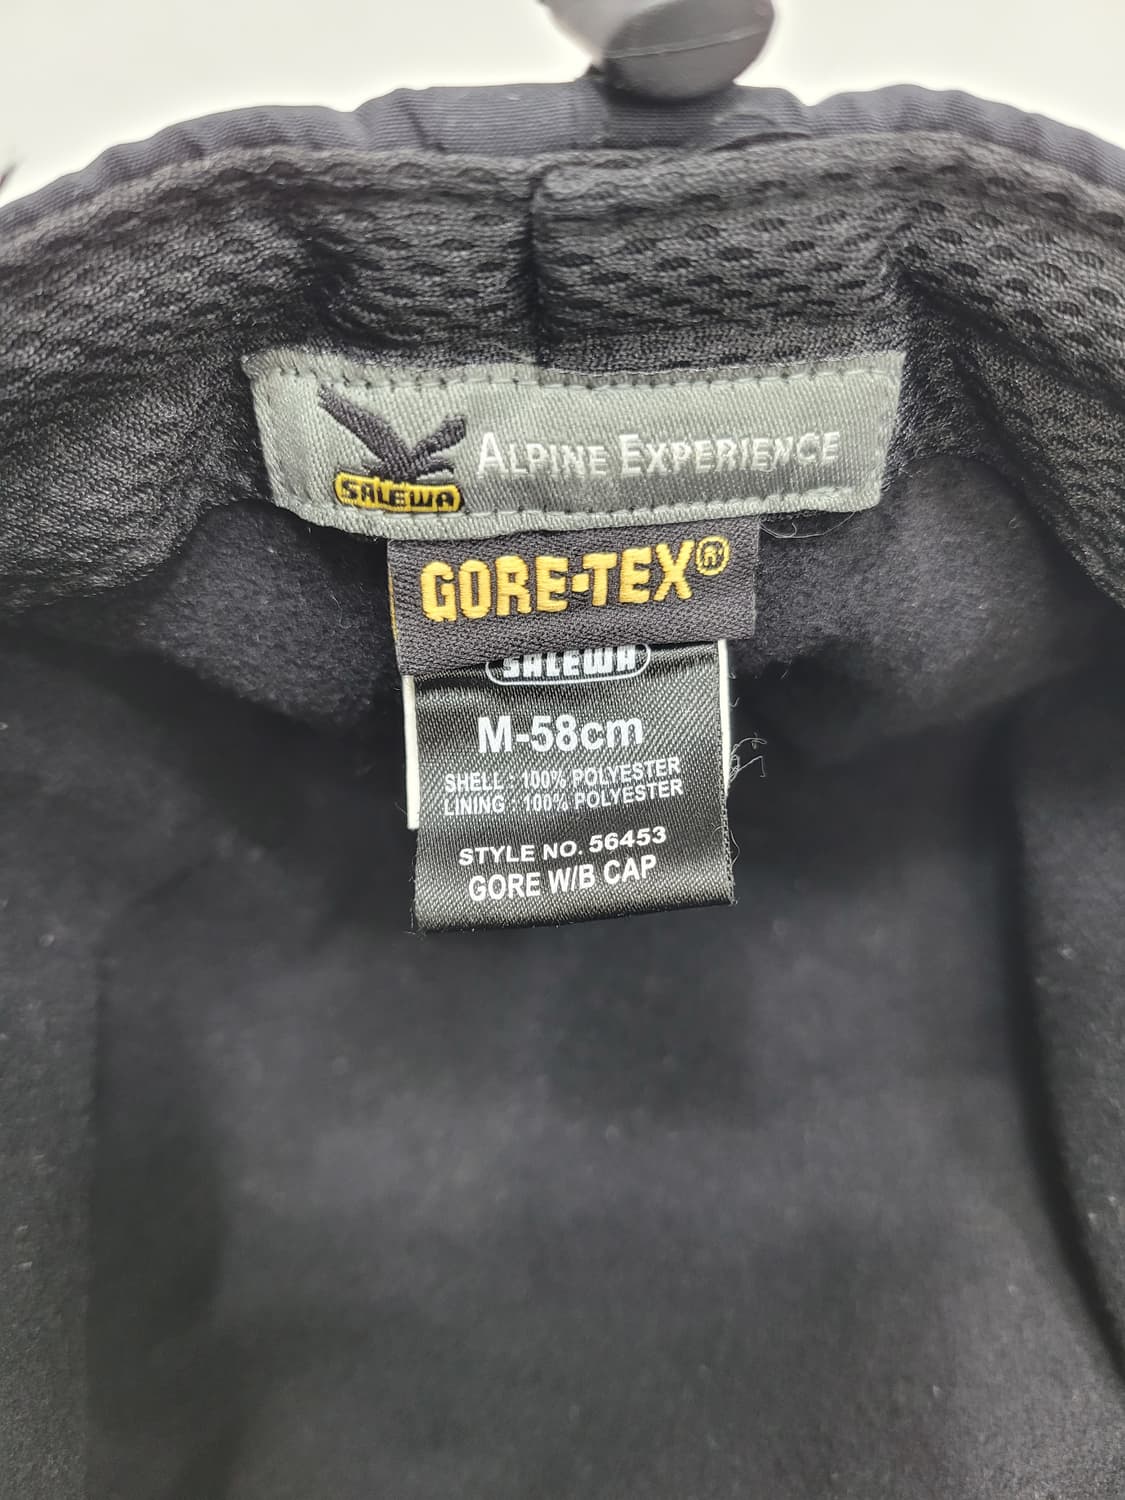 SALEWA
ALPINE EXPERIENCE
GORE-TEX®
SALEWA
M-58cm
SHELL : 100% POLYESTER
LINING : 100% POLYESTER
STYLE NO. 56453
GORE W/B CAP